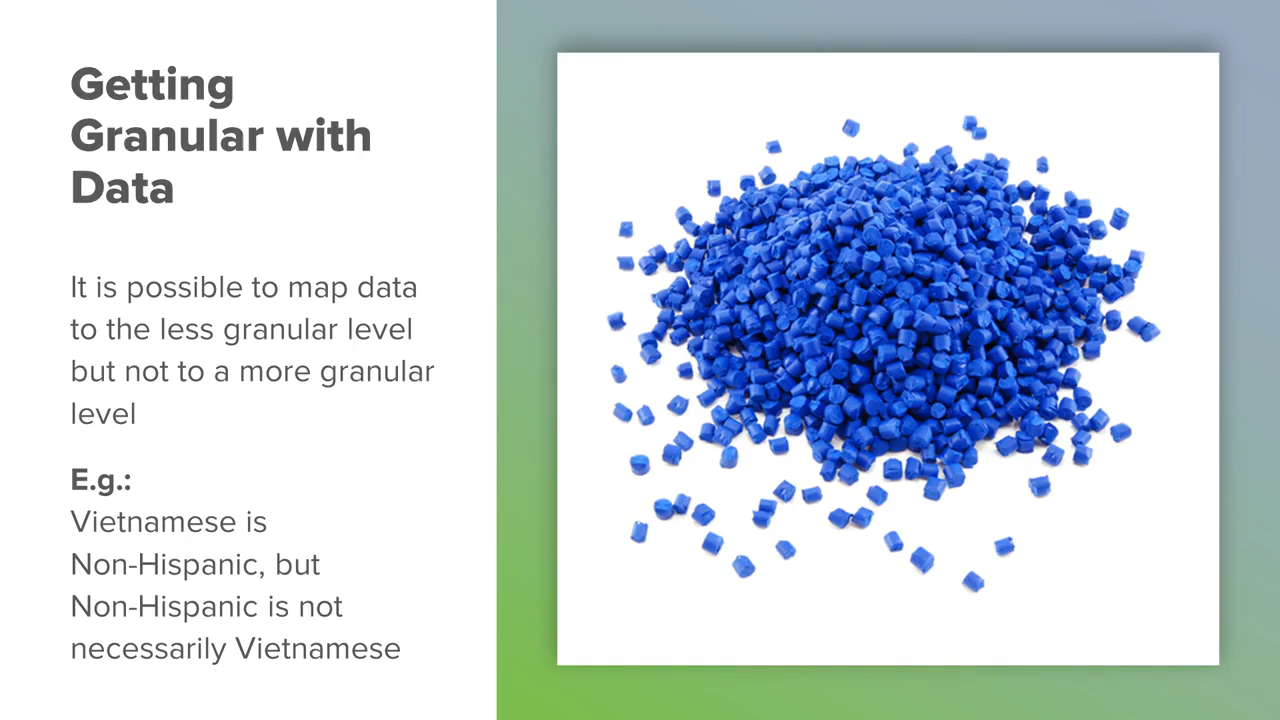 Getting
Granular with
Data
It is possible to map data
to the less granular level
but not to a more granular
level
E.g.:
Vietnamese is
Non-Hispanic, but
Non-Hispanic is not
necessarily Vietnamese